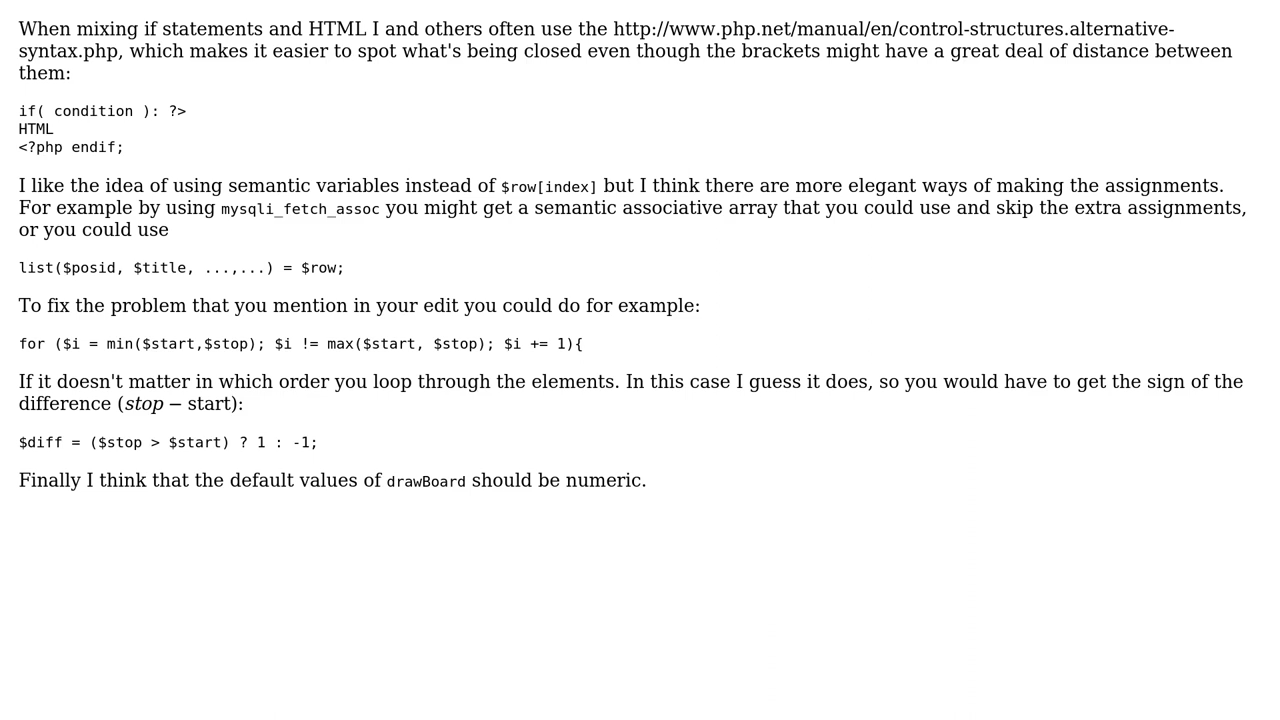 When mixing if statements and HTML I and others often use the http://www.php.net/manual/en/control-structures.alternative-
syntax.php, which makes it easier to spot what's being closed even though the brackets might have a great deal of distance between
them:
if( condition ): ?>
HTML
<?php endif;
I like the idea of using semantic variables instead of $row[index] but I think there are more elegant ways of making the assignments.
For example by using mysqli_fetch_assoc you might get a semantic associative array that you could use and skip the extra assignments,
or you could use
list($posid, $title, ...,...) = $row;
To fix the problem that you mention in your edit you could do for example:
for ($i = min($start,$stop); $i != max($start, $stop); $i += 1){
If it doesn't matter in which order you loop through the elements. In this case I guess it does, so you would have to get the sign of the
difference (stop − start):
$diff = ($stop > $start) ? 1 : -1;
Finally I think that the default values of drawBoard should be numeric.